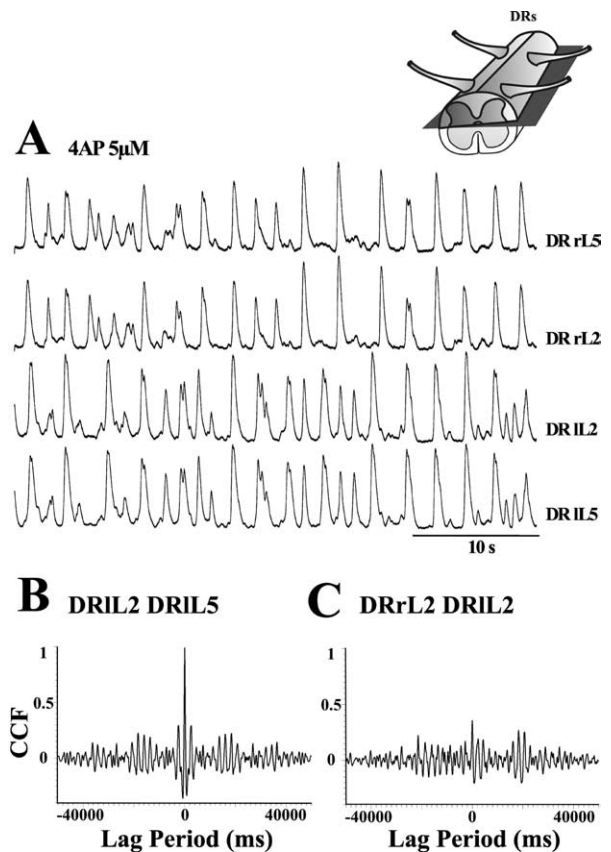 DRs
A 4AP 5µM
DR rL5
DR rL2
DR lL2
DR lL5
10 s
B DRlL2 DRlL5
C DRrL2 DRlL2
1
0.5
0
CCF
-40000 0 40000
Lag Period (ms)
1
0.5
0
-40000 0 40000
Lag Period (ms)